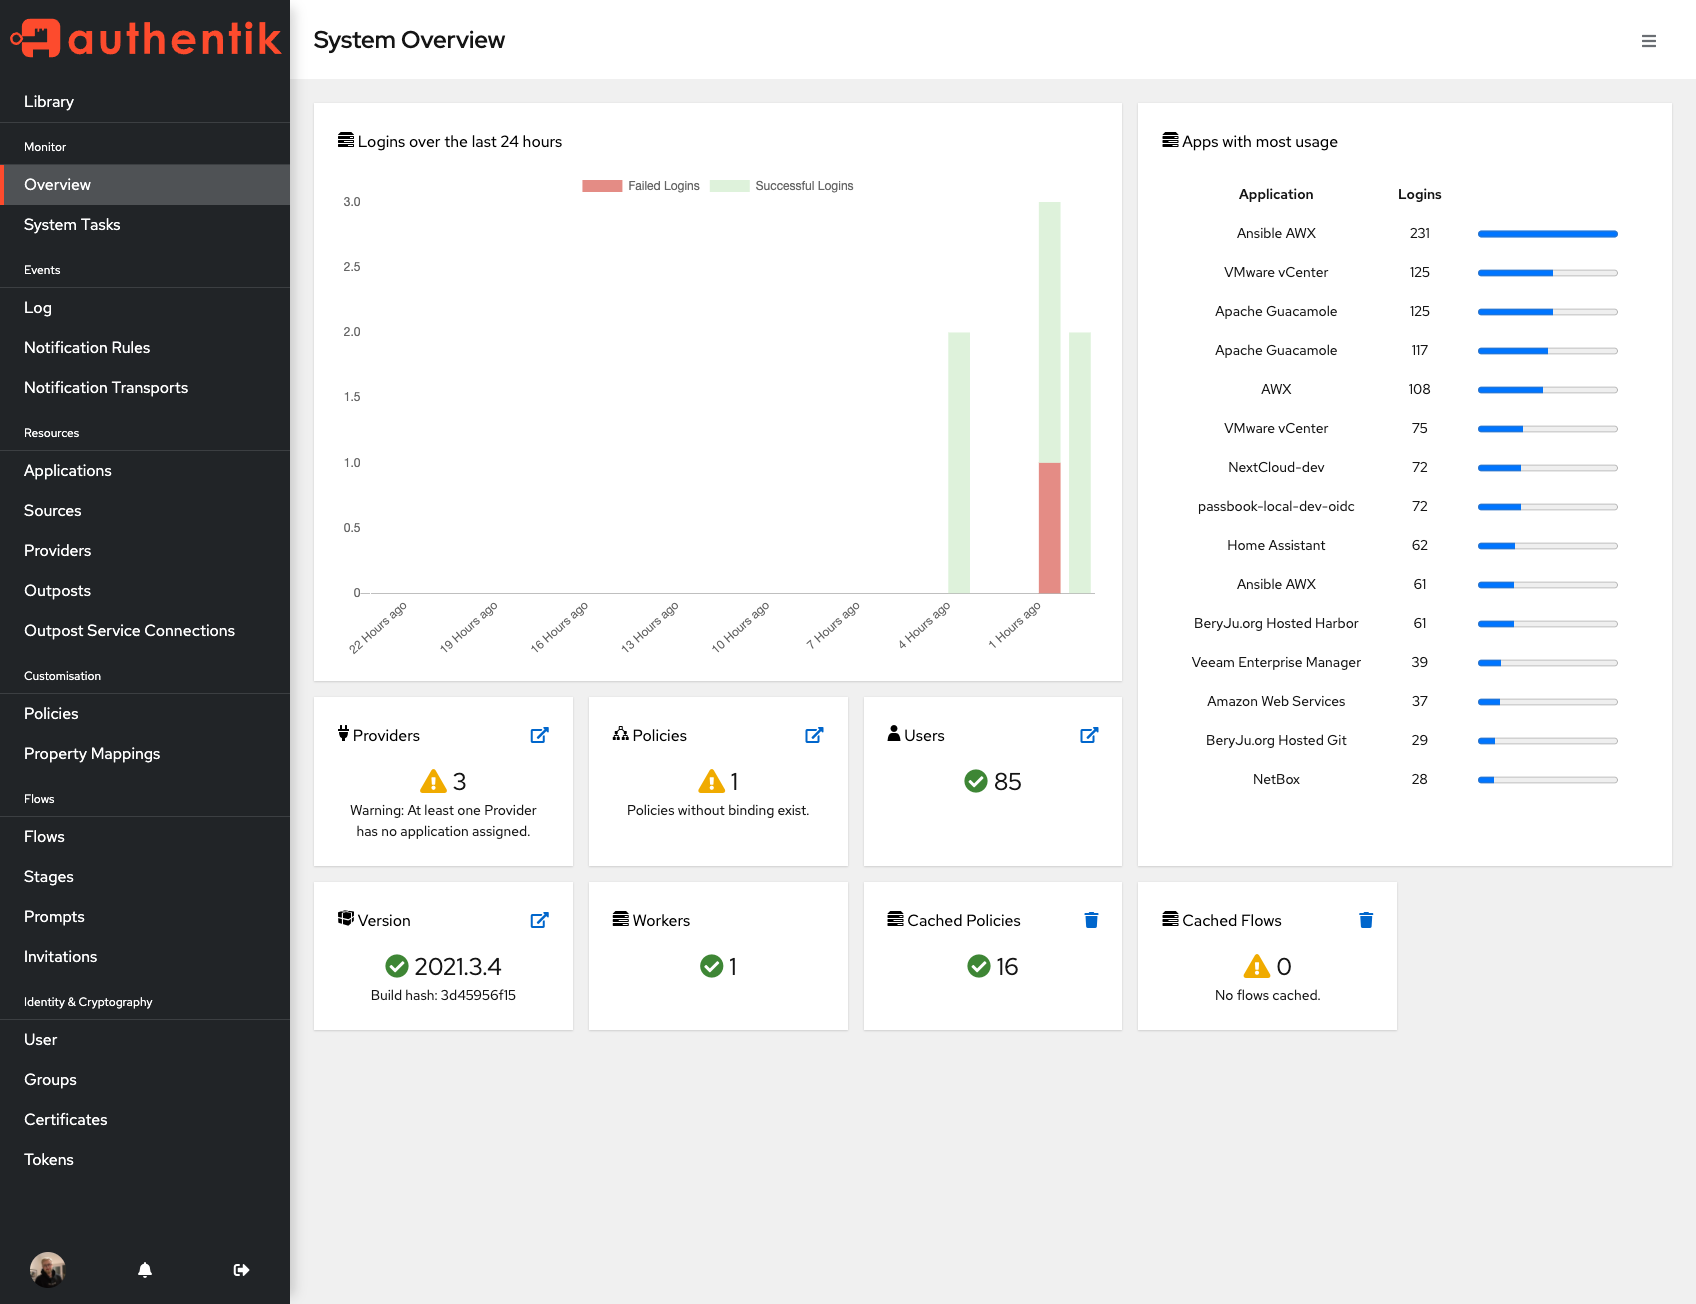 authentik
Library
Monitor
Overview
System Tasks
Events
Log
Notification Rules
Notification Transports
Resources
Applications
Sources
Providers
Outposts
Outpost Service Connections
Customisation
Policies
Property Mappings
Flows
Flows
Stages
Prompts
Invitations
Identity & Cryptography
User
Groups
Certificates
Tokens
System Overview
Logins over the last 24 hours
Failed Logins Successful Logins
3.0
2.5
2.0
1.5
1.0
0.5
0
22 Hours ago 19 Hours ago 16 Hours ago 13 Hours ago 10 Hours ago 7 Hours ago 4 Hours ago 1 Hours ago
Apps with most usage
Application Logins
Ansible AWX 231
VMware vCenter 125
Apache Guacamole 125
Apache Guacamole 117
AWX 108
VMware vCenter 75
NextCloud-dev 72
passbook-local-dev-oidc 72
Home Assistant 62
Ansible AWX 61
BeryJu.org Hosted Harbor 61
Veeam Enterprise Manager 39
Amazon Web Services 37
BeryJu.org Hosted Git 29
NetBox 28
Providers
3
Warning: At least one Provider
has no application assigned.
Policies
1
Policies without binding exist.
Users
85
Version
2021.3.4
Build hash: 3d45956f15
Workers
1
Cached Policies
16
Cached Flows
0
No flows cached.